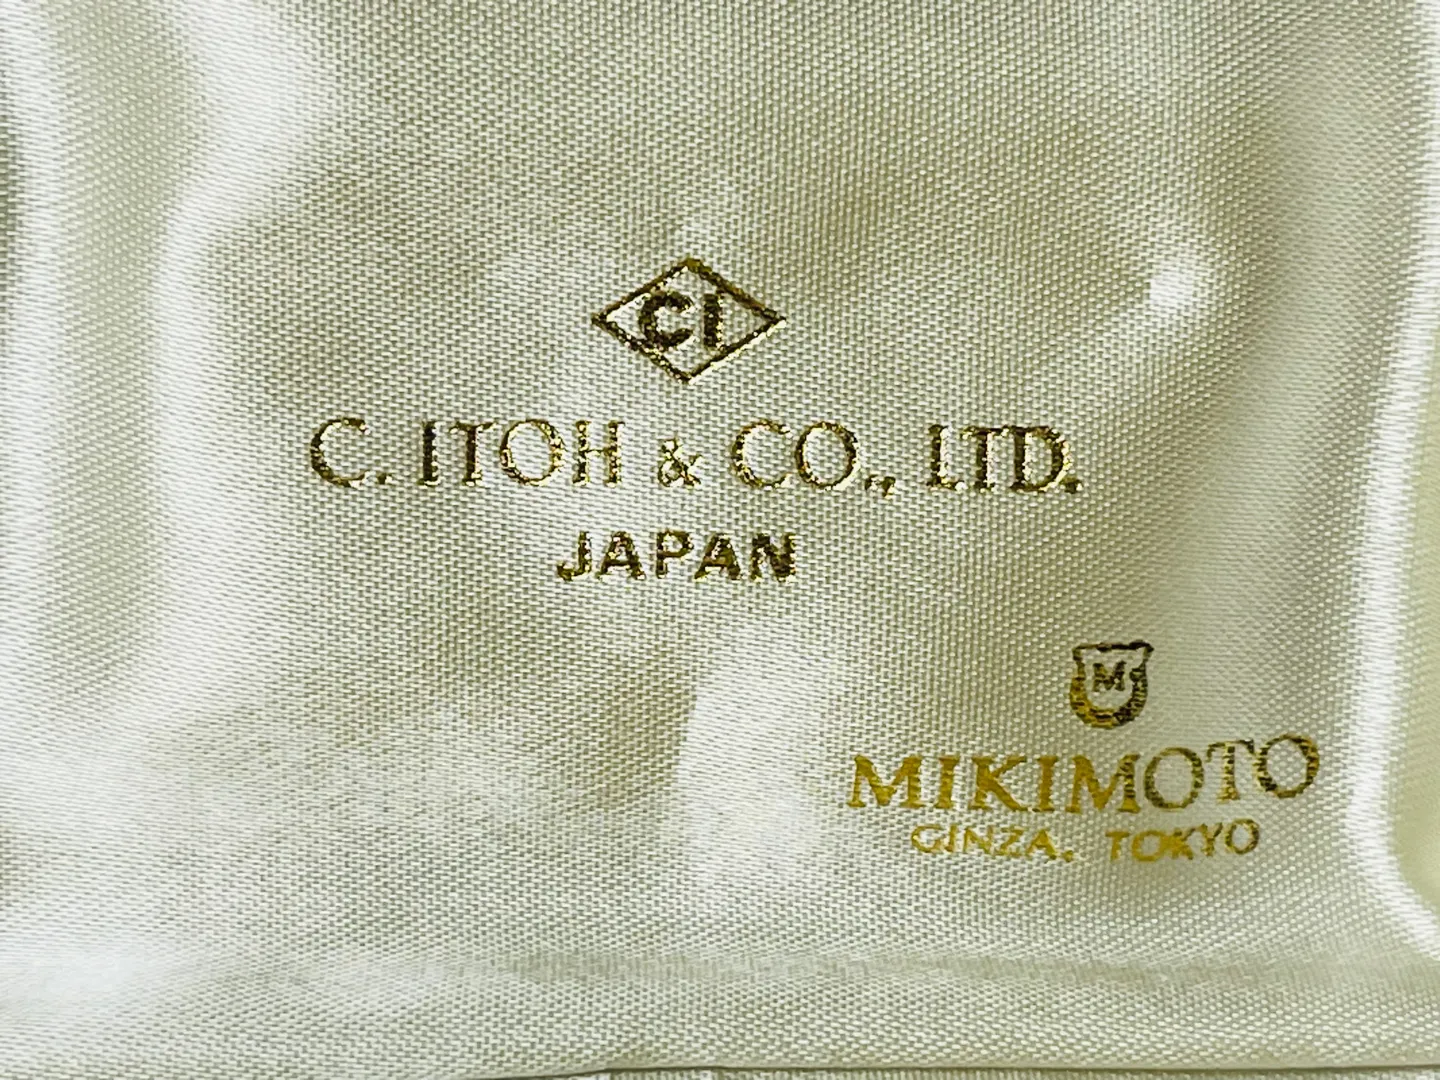 CI
C. ITOH & CO., LTD.
JAPAN
M
MIKIMOTO
GINZA, TOKYO